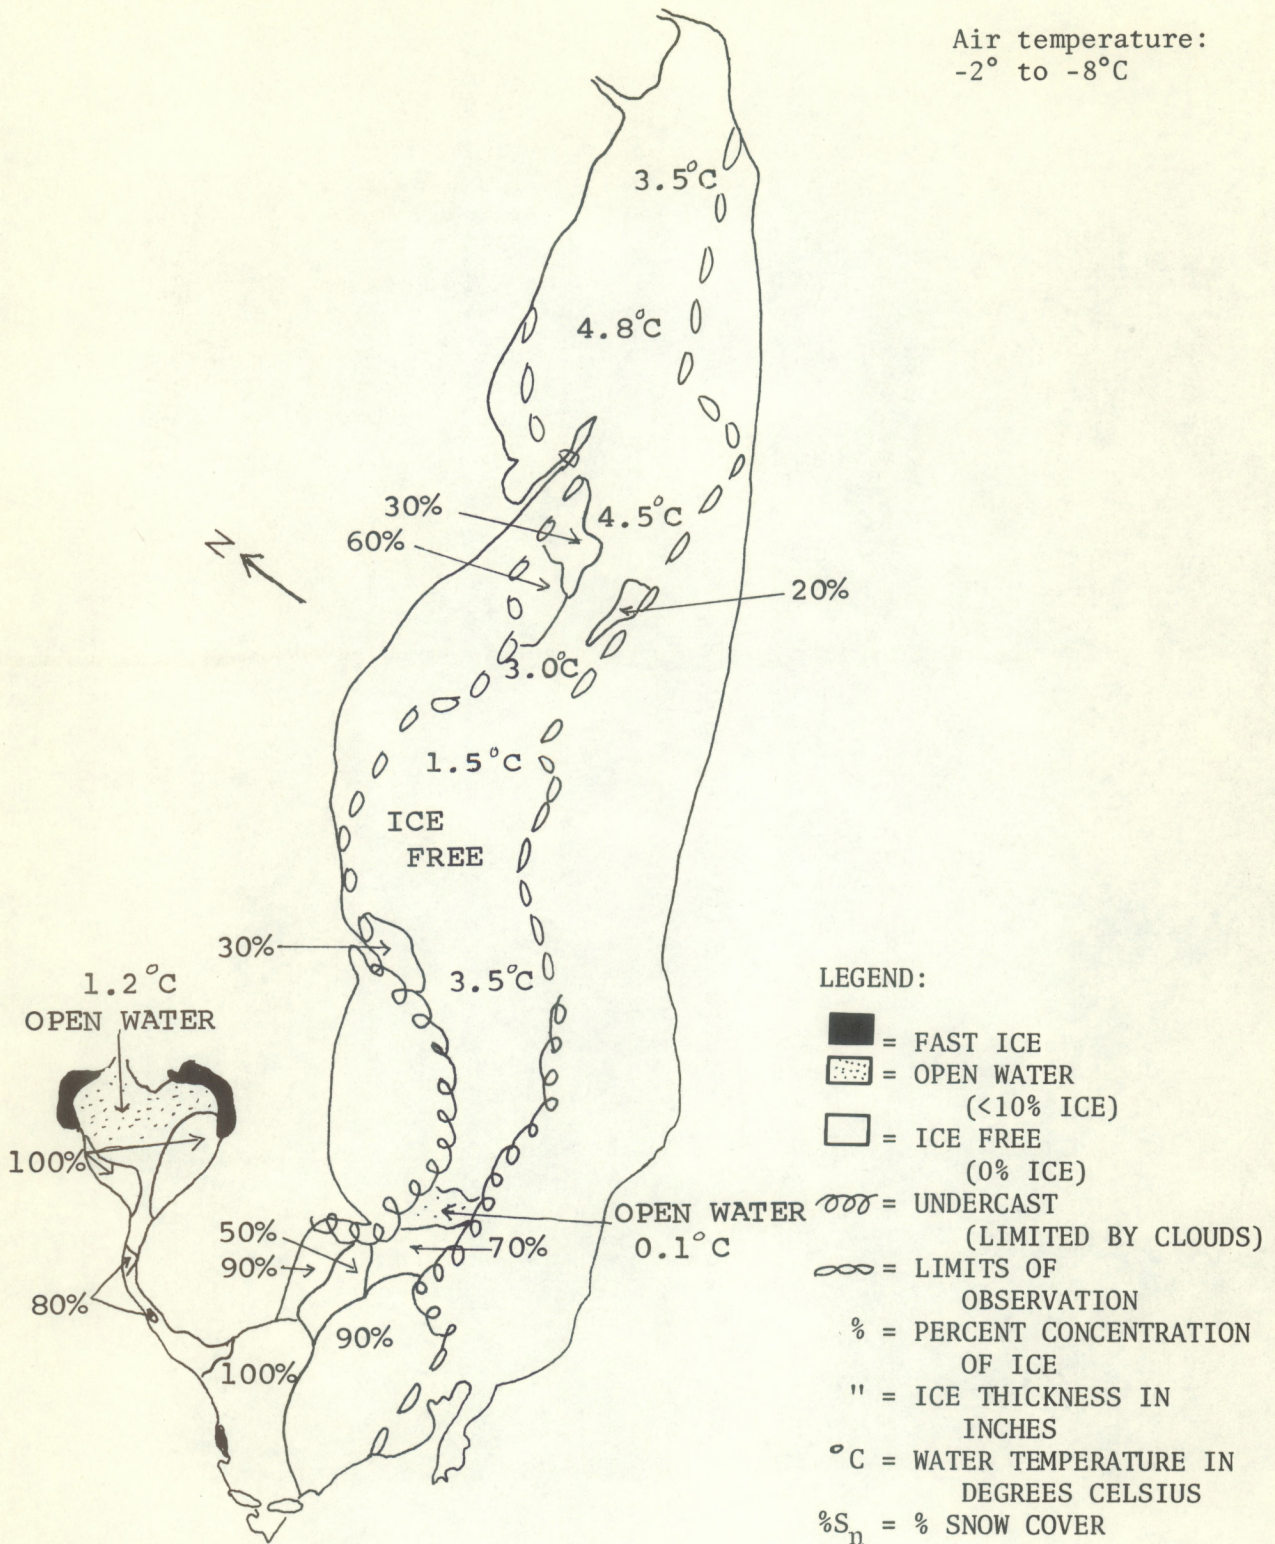 Air temperature:
-2° to -8°C
3.5°C
4.8°C
30%
4.5°C
60%
N
20%
3.0°C
1.5°C
ICE
FREE
30%
3.5°C
1.2°C
OPEN WATER
100%
50%
90%
70%
OPEN WATER
0.1°C
80%
90%
100%
LEGEND:
= FAST ICE
= OPEN WATER
(<10% ICE)
= ICE FREE
(0% ICE)
= UNDERCAST
(LIMITED BY CLOUDS)
= LIMITS OF
OBSERVATION
% = PERCENT CONCENTRATION
OF ICE
" = ICE THICKNESS IN
INCHES
°C = WATER TEMPERATURE IN
DEGREES CELSIUS
%Sn = % SNOW COVER